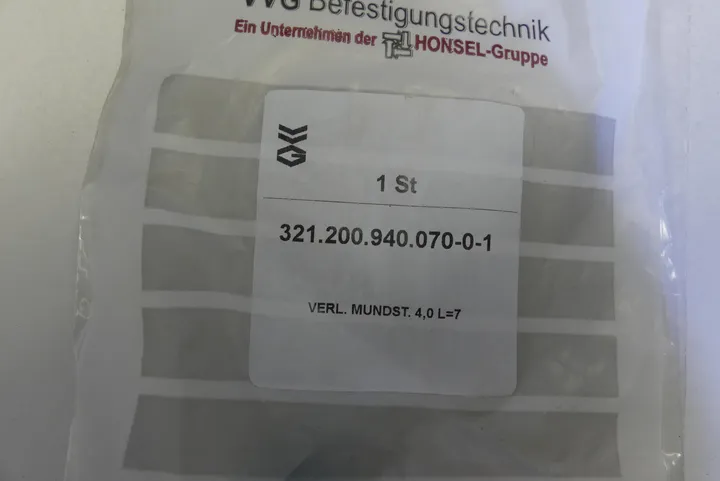 VVG Befestigungstechnik
Ein Unternehmen der HONSEL-Gruppe
1 St
321.200.940.070-0-1
VERL. MUNDST. 4,0 L=7